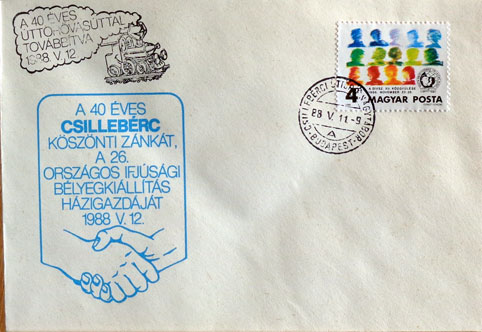 A 40 ÉVES
ÚTTÖRŐVASÚTTAL
TOVÁBBÍTVA
1988 V. 12
A 40 ÉVES
CSILLEBÉRC
KÖSZÖNTI ZÁNKÁT,
A 26.
ORSZÁGOS IFJÚSÁGI
BÉLYEGKIÁLLÍTÁS
HÁZIGAZDÁJÁT
1988 V. 12.
4
MAGYAR POSTA
CSILLEBÉRCI
88 V. 11-9
BUDAPEST
A